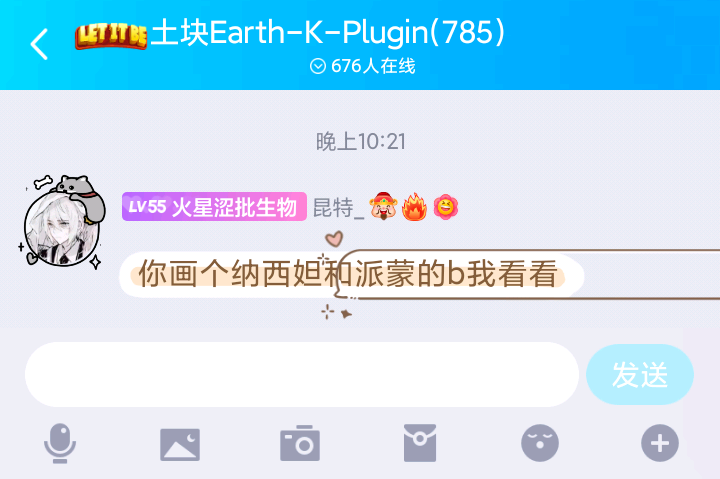 LET IT BE 土块Earth-K-Plugin(785)
676人在线
晚上10:21
LV55 火星涩批生物 昆特_
你画个纳西妲和派蒙的b我看看
发送